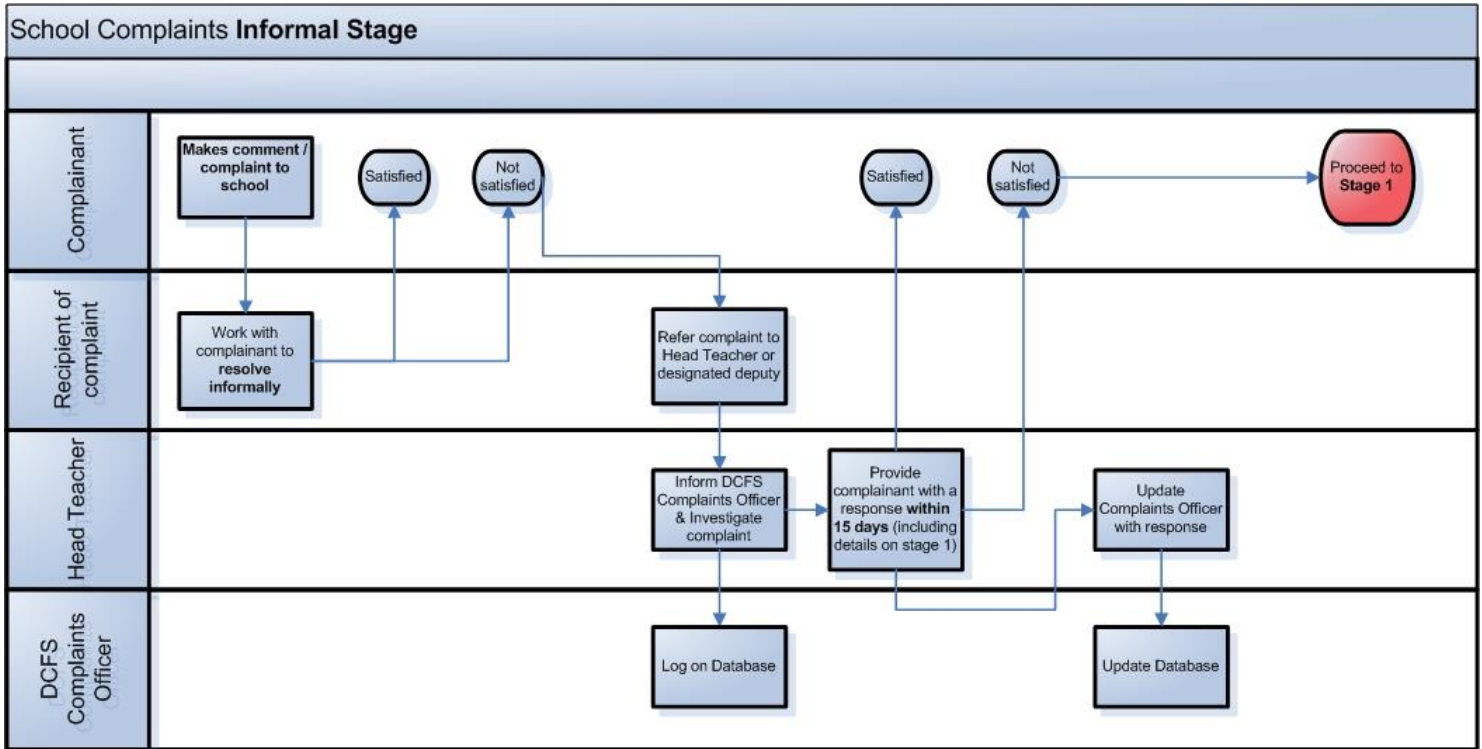 School Complaints Informal Stage
Complainant
Makes comment /
complaint to
school
Satisfied
Not
satisfied
Satisfied
Not
satisfied
Proceed to
Stage 1
Recipient of
complaint
Work with
complainant to
resolve
informally
Refer complaint to
Head Teacher or
designated deputy
Head Teacher
Inform DCFS
Complaints Officer
& Investigate
complaint
Provide
complainant with a
response within
15 days (including
details on stage 1)
Update
Complaints Officer
with response
DCFS
Complaints
Officer
Log on Database
Update Database